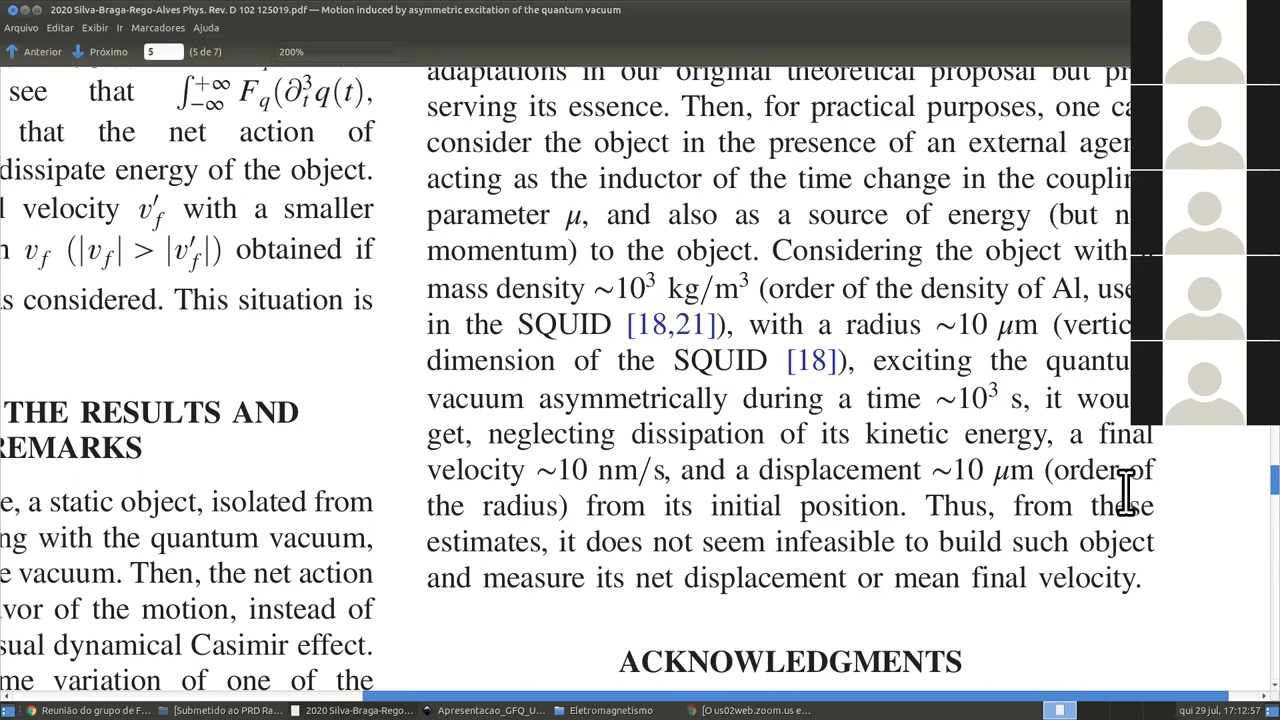 2020 Silva-Braga-Rego-Alves Phys. Rev. D 102 125019.pdf — Motion induced by asymmetric excitation of the quantum vacuum
Arquivo Editar Exibir Ir Marcadores Ajuda
Anterior Próximo 5 (5 de 7) 200%
see that ∫₋∞⁺∞ F_q(∂_t³q(t),
that the net action of
dissipate energy of the object.
l velocity v′_f with a smaller
n v_f (|v_f| > |v′_f|) obtained if
s considered. This situation is
THE RESULTS AND
REMARKS
e, a static object, isolated from
ng with the quantum vacuum,
e vacuum. Then, the net action
vor of the motion, instead of
sual dynamical Casimir effect.
me variation of one of the
adaptations in our original theoretical proposal but pr
serving its essence. Then, for practical purposes, one ca
consider the object in the presence of an external agen
acting as the inductor of the time change in the couplin
parameter μ, and also as a source of energy (but n
momentum) to the object. Considering the object with
mass density ∼10³ kg/m³ (order of the density of Al, use
in the SQUID [18,21]), with a radius ∼10 μm (vertic
dimension of the SQUID [18]), exciting the quantu
vacuum asymmetrically during a time ∼10³ s, it wou
get, neglecting dissipation of its kinetic energy, a final
velocity ∼10 nm/s, and a displacement ∼10 μm (order of
the radius) from its initial position. Thus, from these
estimates, it does not seem infeasible to build such object
and measure its net displacement or mean final velocity.
ACKNOWLEDGMENTS
Reunião do grupo de F... [Submetido ao PRD Ra... 2020 Silva-Braga-Rego-... Apresentacao_GFQ_U... Eletromagnetismo [O us02web.zoom.us e... qui 29 jul, 17:12:57